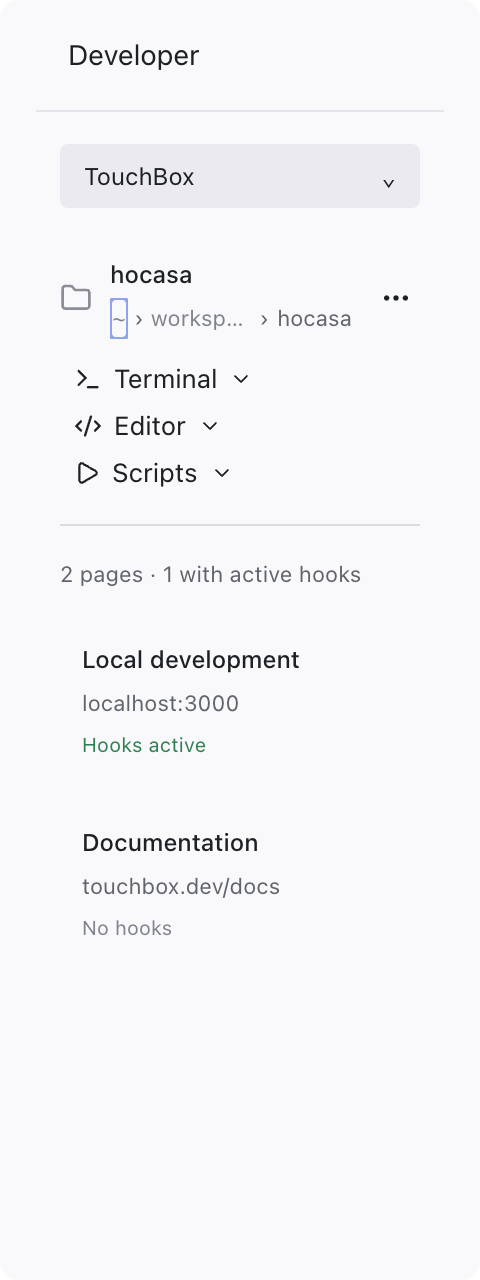 Developer
TouchBox
hocasa
~ › worksp... › hocasa
Terminal
Editor
Scripts
2 pages · 1 with active hooks
Local development
localhost:3000
Hooks active
Documentation
touchbox.dev/docs
No hooks